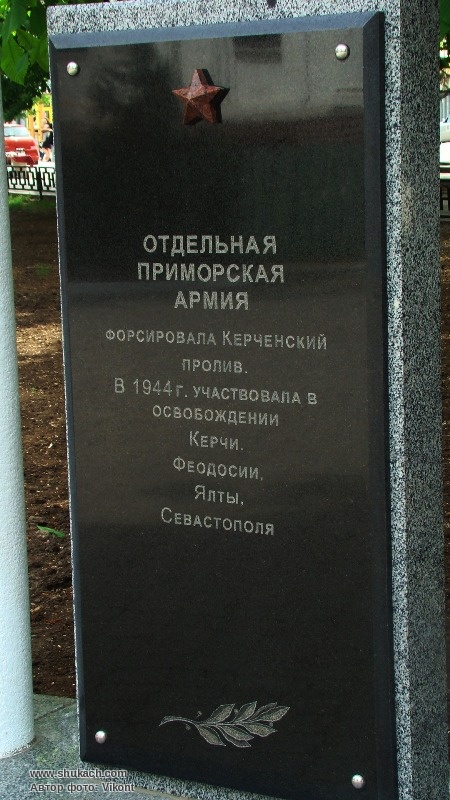 ОТДЕЛЬНАЯ
ПРИМОРСКАЯ
АРМИЯ
ФОРСИРОВАЛА КЕРЧЕНСКИЙ
ПРОЛИВ.
В 1944 Г. УЧАСТВОВАЛА В
ОСВОБОЖДЕНИИ
КЕРЧИ.
ФЕОДОСИИ,
ЯЛТЫ,
СЕВАСТОПОЛЯ
www.shukach.com
Автор фото: Vikont